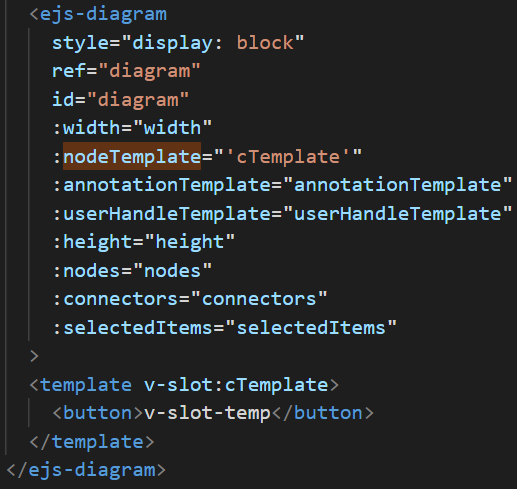 <ejs-diagram
style="display: block"
ref="diagram"
id="diagram"
:width="width"
:nodeTemplate="'cTemplate'"
:annotationTemplate="annotationTemplate"
:userHandleTemplate="userHandleTemplate"
:height="height"
:nodes="nodes"
:connectors="connectors"
:selectedItems="selectedItems"
>
<template v-slot:cTemplate>
<button>v-slot-temp</button>
</template>
</ejs-diagram>